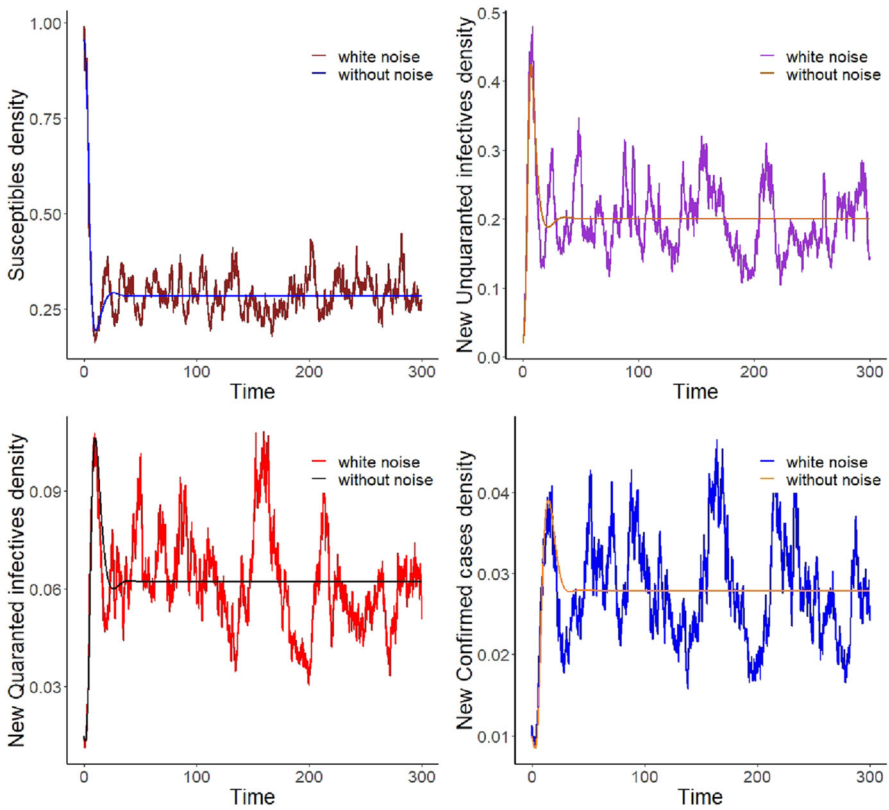 Susceptibles density
1.00
0.75
0.50
0.25
white noise
without noise
0
100
200
300
Time
New Unquaranted infectives density
0.5
0.4
0.3
0.2
0.1
0.0
white noise
without noise
0
100
200
300
Time
New Quaranted infectives density
0.09
0.06
0.03
white noise
without noise
0
100
200
300
Time
New Confirmed cases density
0.04
0.03
0.02
0.01
white noise
without noise
0
100
200
300
Time